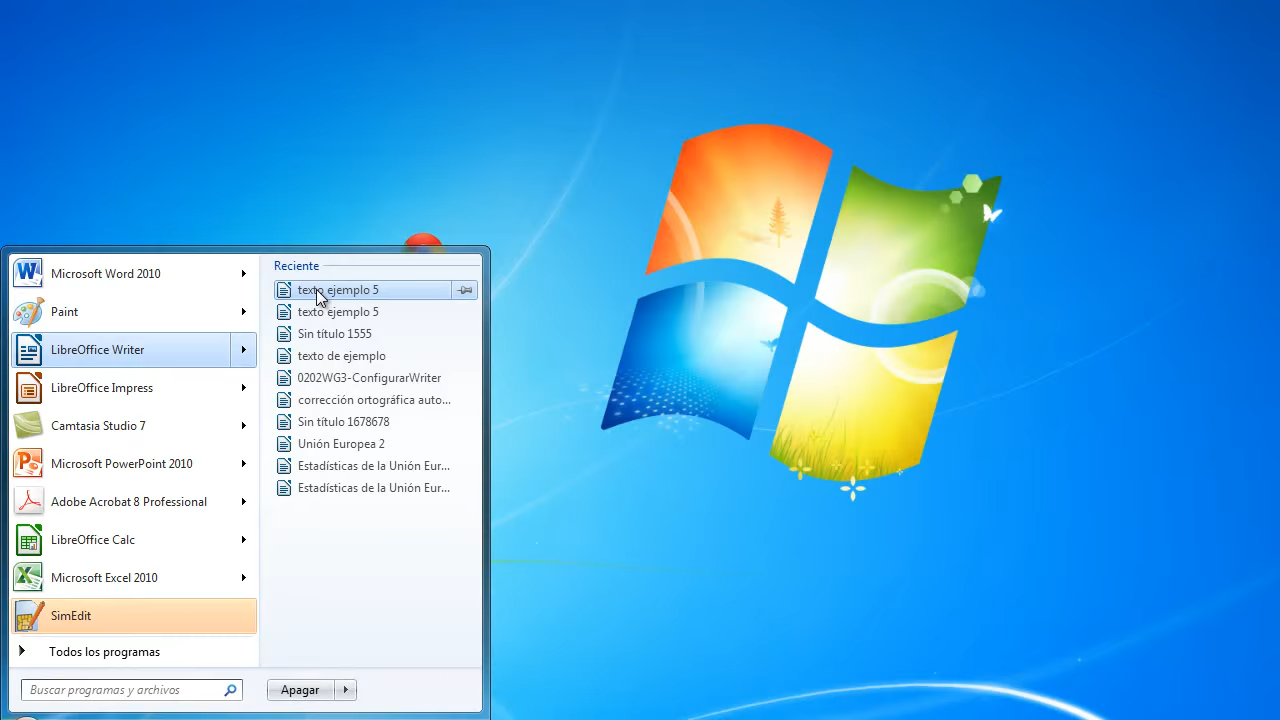 Microsoft Word 2010
Paint
LibreOffice Writer
LibreOffice Impress
Camtasia Studio 7
Microsoft PowerPoint 2010
Adobe Acrobat 8 Professional
LibreOffice Calc
Microsoft Excel 2010
SimEdit
Todos los programas
Buscar programas y archivos
Reciente
texto ejemplo 5
texto ejemplo 5
Sin título 1555
texto de ejemplo
0202WG3-ConfigurarWriter
corrección ortográfica auto...
Sin título 1678678
Unión Europea 2
Estadísticas de la Unión Eur...
Estadísticas de la Unión Eur...
Apagar